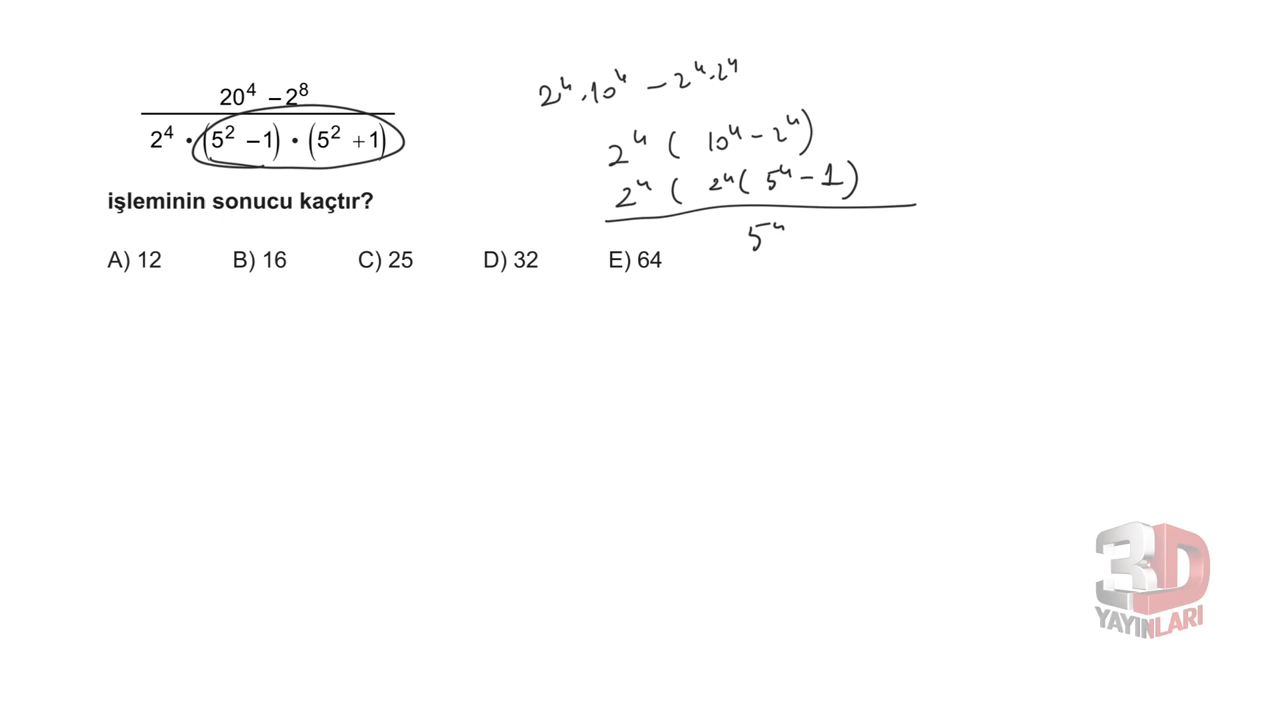 20⁴ – 2⁸
2⁴ • (5² – 1) • (5² + 1)
işleminin sonucu kaçtır?
A) 12 B) 16 C) 25 D) 32 E) 64
2⁴ . 10⁴ – 2⁴ . 2⁴
2⁴ ( 10⁴ – 2⁴ )
2⁴ ( 2⁴ ( 5⁴ – 1 )
5⁴
3D
YAYINLARI